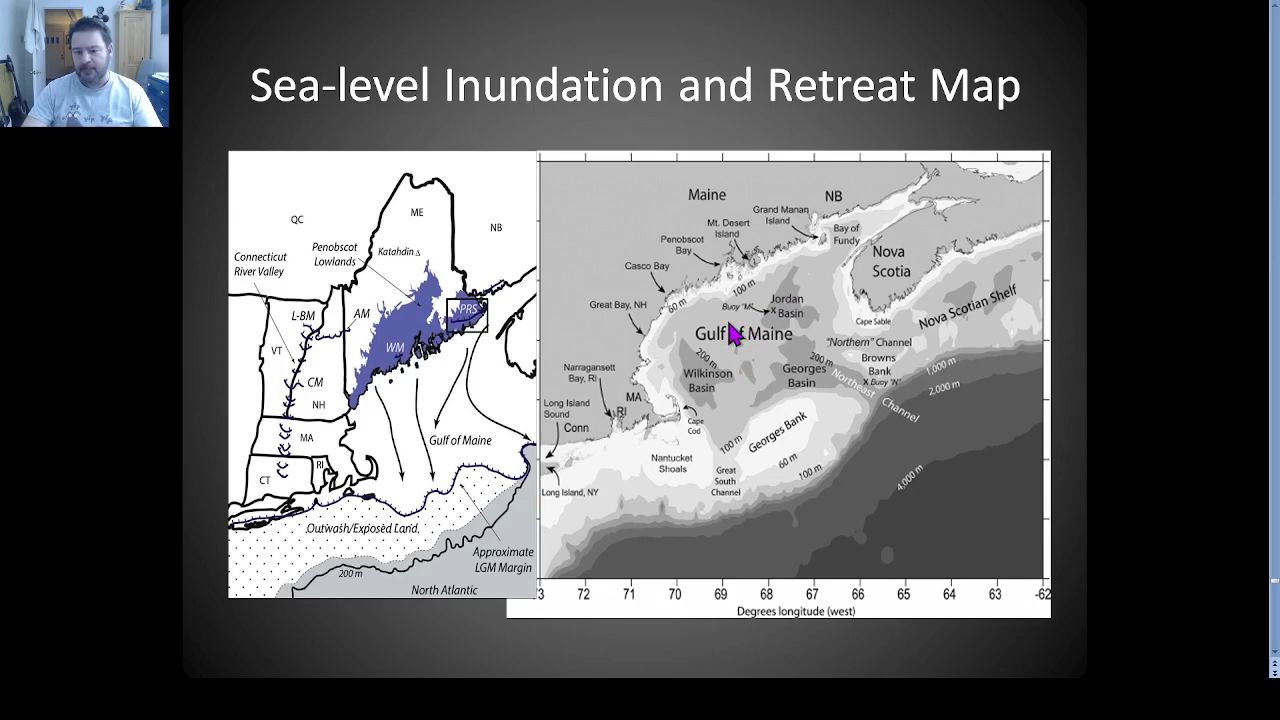 Sea-level Inundation and Retreat Map
QC
ME
NB
Connecticut
River Valley
Penobscot
Lowlands
Katahdin △
L-BM
AM
PRS
VT
WM
CM
NH
MA
RI
CT
Gulf of Maine
Outwash/Exposed Land
Approximate
LGM Margin
200 m
North Atlantic
Maine
NB
Grand Manan
Island
Mt. Desert
Island
Bay of
Fundy
Penobscot
Bay
Nova
Scotia
Casco Bay
100 m
60 m
Great Bay, NH
Buoy "M"
x
Jordan
Basin
Nova Scotian Shelf
Cape Sable
Gulf of Maine
"Northern" Channel
200 m
200 m
Browns
Bank
x Buoy "N"
1,000 m
2,000 m
Wilkinson
Basin
Georges
Basin
Northeast Channel
Narragansett
Bay, RI
MA
RI
Long Island
Sound
Conn
Cape
Cod
Georges Bank
100 m
60 m
100 m
4,000 m
Nantucket
Shoals
Great
South
Channel
Long Island, NY
73 72 71 70 69 68 67 66 65 64 63 -62
Degrees longitude (west)